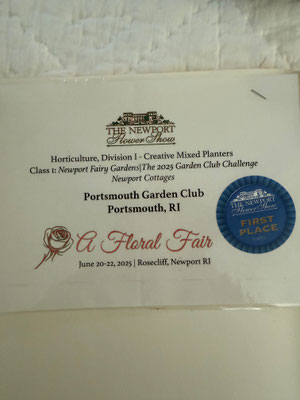 THE NEWPORT
Flower Show
Horticulture, Division I - Creative Mixed Planters
Class 1: Newport Fairy Gardens|The 2025 Garden Club Challenge
Newport Cottages
Portsmouth Garden Club
Portsmouth, RI
THE NEWPORT
Flower Show
FIRST
PLACE
A Floral Fair
June 20-22, 2025 | Rosecliff, Newport RI